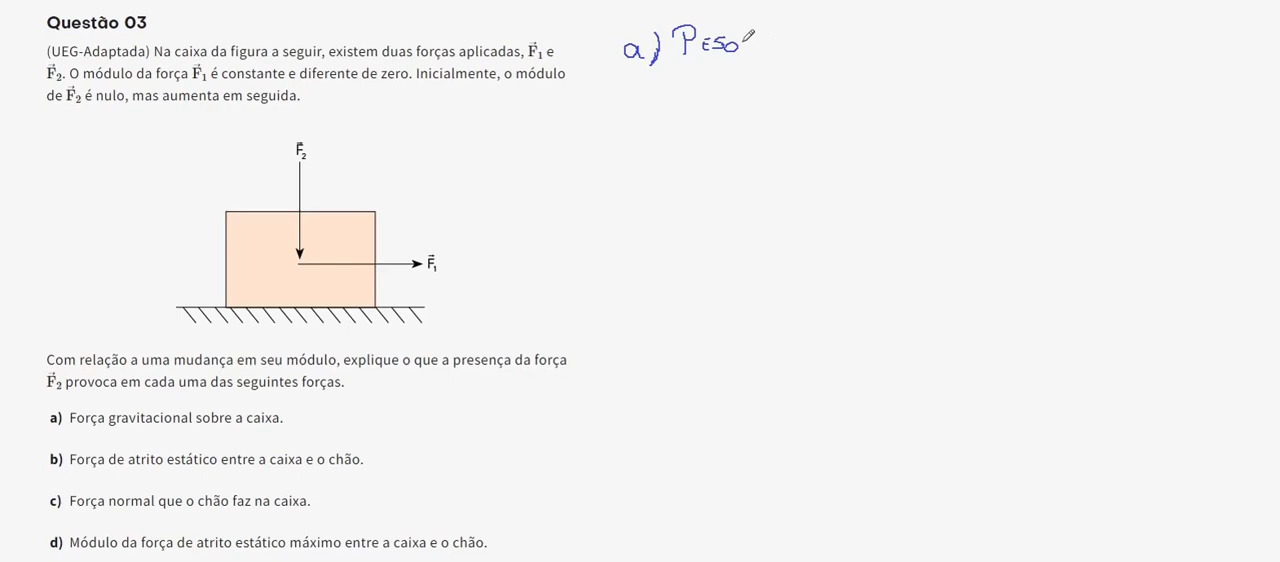 Questão 03
a) PESO
(UEG-Adaptada) Na caixa da figura a seguir, existem duas forças aplicadas, F⃗₁ e
F⃗₂. O módulo da força F⃗₁ é constante e diferente de zero. Inicialmente, o módulo
de F⃗₂ é nulo, mas aumenta em seguida.
F⃗₂
F⃗₁
Com relação a uma mudança em seu módulo, explique o que a presença da força
F⃗₂ provoca em cada uma das seguintes forças.
a) Força gravitacional sobre a caixa.
b) Força de atrito estático entre a caixa e o chão.
c) Força normal que o chão faz na caixa.
d) Módulo da força de atrito estático máximo entre a caixa e o chão.